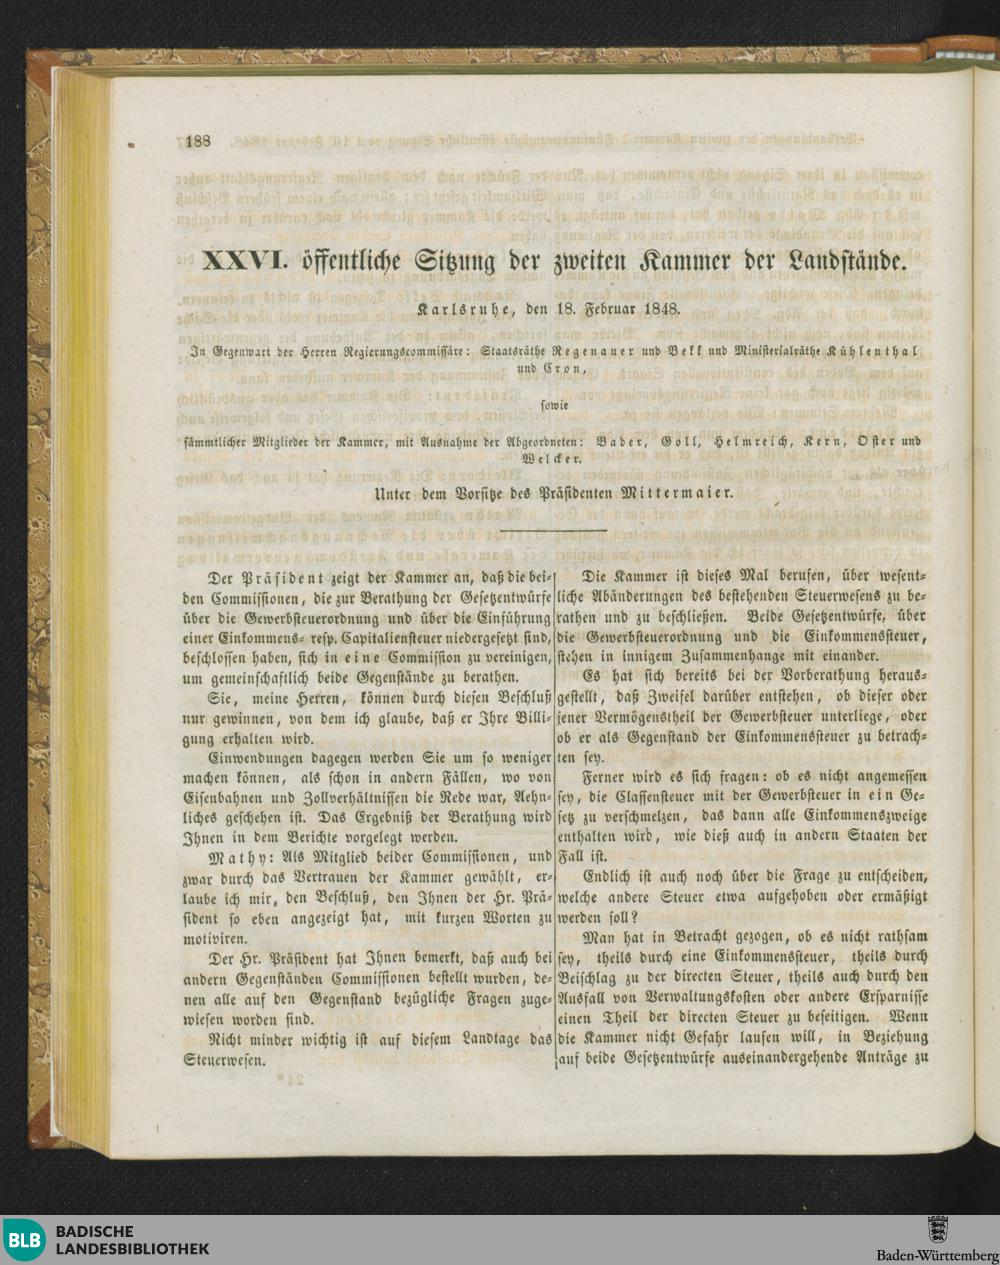 188
XXVI. öffentliche Sitzung der zweiten Kammer der Landstände.
Karlsruhe, den 18. Februar 1848.
In Gegenwart der Herren Regierungscommissäre: Staatsräthe Regenauer und Bekk und Ministerialräthe Kühlenthal
und Cron,
sowie
sämmtlicher Mitglieder der Kammer, mit Ausnahme der Abgeordneten: Bader, Goll, Helmreich, Kern, Oster und
Welcker.
Unter dem Vorsitze des Präsidenten Mittermaier.
Der Präsident zeigt der Kammer an, daß die bei-
den Commissionen, die zur Berathung der Gesetzentwürfe
über die Gewerbsteuerordnung und über die Einführung
einer Einkommens- resp. Capitaliensteuer niedergesetzt sind,
beschlossen haben, sich in eine Commission zu vereinigen,
um gemeinschaftlich beide Gegenstände zu berathen.
Sie, meine Herren, können durch diesen Beschluß
nur gewinnen, von dem ich glaube, daß er Ihre Billi-
gung erhalten wird.
Einwendungen dagegen werden Sie um so weniger
machen können, als schon in andern Fällen, wo von
Eisenbahnen und Zollverhältnissen die Rede war, Aehn-
liches geschehen ist. Das Ergebniß der Berathung wird
Ihnen in dem Berichte vorgelegt werden.
Mathy: Als Mitglied beider Commissionen, und
zwar durch das Vertrauen der Kammer gewählt, er-
laube ich mir, den Beschluß, den Ihnen der Hr. Prä-
sident so eben angezeigt hat, mit kurzen Worten zu
motiviren.
Der Hr. Präsident hat Ihnen bemerkt, daß auch bei
andern Gegenständen Commissionen bestellt wurden, de-
nen alle auf den Gegenstand bezügliche Fragen zuge-
wiesen worden sind.
Nicht minder wichtig ist auf diesem Landtage das
Steuerwesen.
Die Kammer ist dieses Mal berufen, über wesent-
liche Abänderungen des bestehenden Steuerwesens zu be-
rathen und zu beschließen. Beide Gesetzentwürfe, über
die Gewerbsteuerordnung und die Einkommensteuer,
stehen in innigem Zusammenhange mit einander.
Es hat sich bereits bei der Vorberathung heraus-
gestellt, daß Zweifel darüber entstehen, ob dieser oder
jener Vermögenstheil der Gewerbsteuer unterliege, oder
ob er als Gegenstand der Einkommenssteuer zu betrach-
ten sey.
Ferner wird es sich fragen: ob es nicht angemessen
sey, die Classensteuer mit der Gewerbsteuer in ein Ge-
setz zu verschmelzen, das dann alle Einkommenszweige
enthalten wird, wie dieß auch in andern Staaten der
Fall ist.
Endlich ist auch noch über die Frage zu entscheiden,
welche andere Steuer etwa aufgehoben oder ermäßigt
werden soll?
Man hat in Betracht gezogen, ob es nicht rathsam
sey, theils durch eine Einkommensteuer, theils durch
Beischlag zu der directen Steuer, theils auch durch den
Ausfall von Verwaltungskosten oder andere Ersparnisse
einen Theil der directen Steuer zu beseitigen. Wenn
die Kammer nicht Gefahr laufen will, in Beziehung
auf beide Gesetzentwürfe auseinandergehende Anträge zu
BLB
BADISCHE
LANDESBIBLIOTHEK
Baden-Württemberg